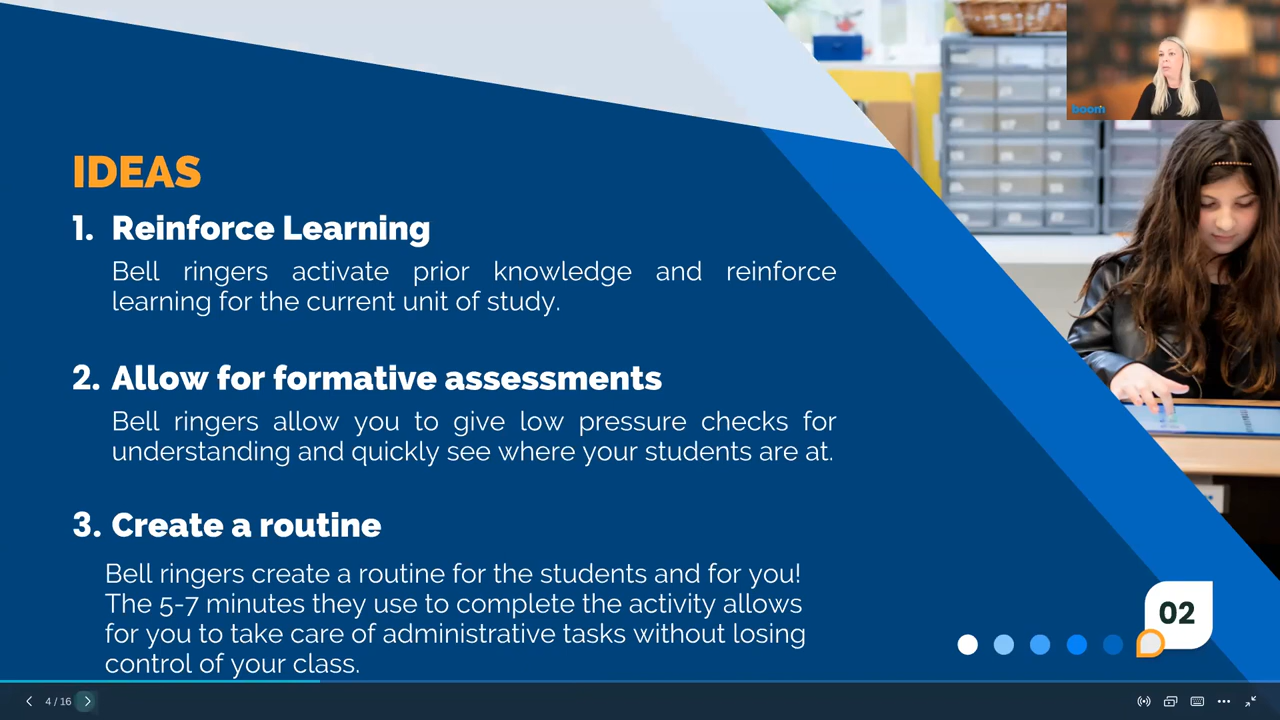 boom
IDEAS
1. Reinforce Learning
Bell ringers activate prior knowledge and reinforce
learning for the current unit of study.
2. Allow for formative assessments
Bell ringers allow you to give low pressure checks for
understanding and quickly see where your students are at.
3. Create a routine
Bell ringers create a routine for the students and for you!
The 5-7 minutes they use to complete the activity allows
for you to take care of administrative tasks without losing
control of your class.
02
4 / 16